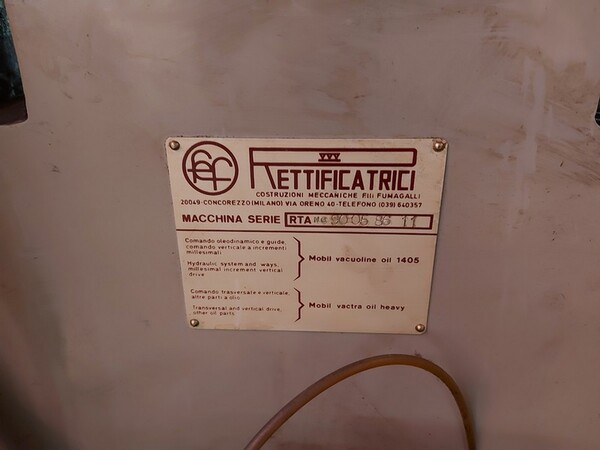 RETTIFICATRICI
COSTRUZIONI MECCANICHE Flli FUMAGALLI
20049-CONCOREZZO (MILANO) VIA ORENO 40-TELEFONO (039) 640357
MACCHINA SERIE RTA
Comando oleodinamico e guide,
comando verticale a incrementi
millesimali
Mobil vacuoline oil 1405
Hydraulic system and ways,
millesimal increment vertical
drive
Comando trasversale e verticale,
altre parti a olio
Mobil vactra oil heavy
Transversal and vertical drive,
other oil parts